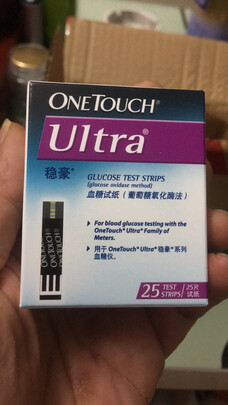 ONETOUCH®
Ultra®
稳豪®
GLUCOSE TEST STRIPS
(glucose oxidase method)
血糖试纸(葡萄糖氧化酶法)
For blood glucose testing with the
OneTouch® Ultra® Family of
Meters.
用于 OneTouch® Ultra® 稳豪®系列
血糖仪。
ONETOUCH
ONETOUCH
25 TEST STRIPS 25片试纸